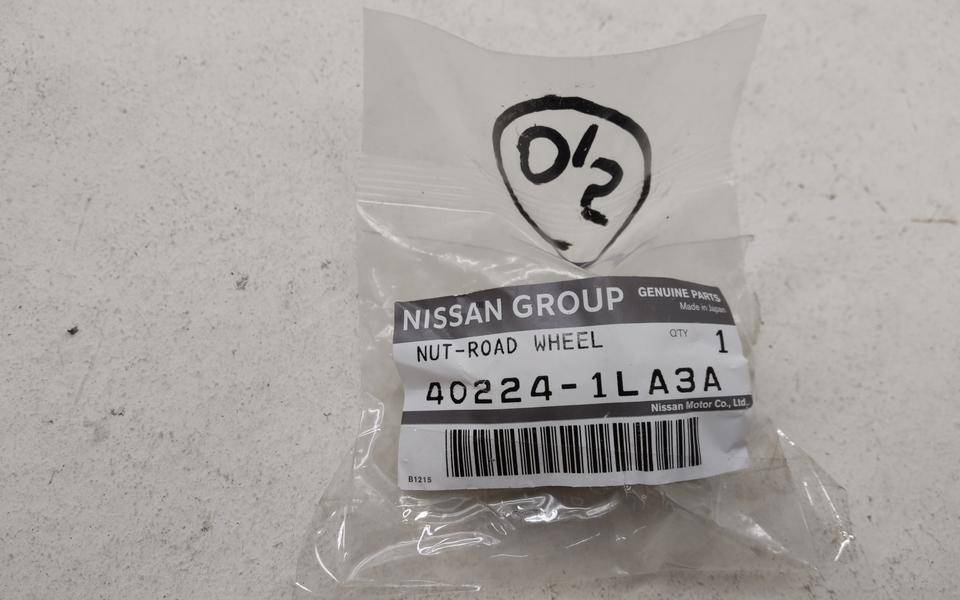 0/2
NISSAN GROUP
GENUINE PARTS
Made in Japan
NUT-ROAD WHEEL
QTY 1
40224-1LA3A
Nissan Motor Co., Ltd.
B1215